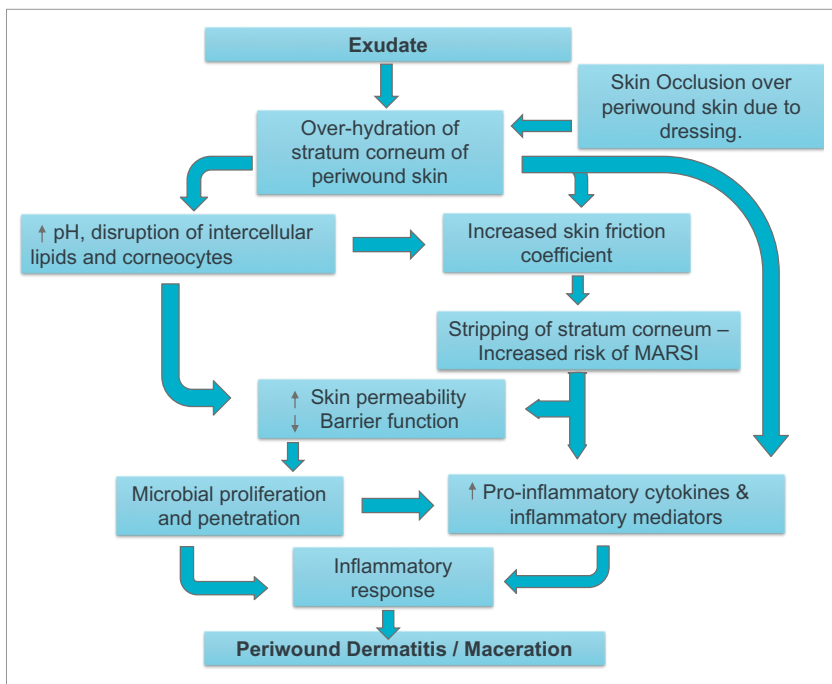 Exudate
Skin Occlusion over
periwound skin due to
dressing.
Over-hydration of
stratum corneum of
periwound skin
↑ pH, disruption of intercellular
lipids and corneocytes
Increased skin friction
coefficient
Stripping of stratum corneum –
Increased risk of MARSI
↑ Skin permeability
↓ Barrier function
Microbial proliferation
and penetration
↑ Pro-inflammatory cytokines &
inflammatory mediators
Inflammatory
response
Periwound Dermatitis / Maceration